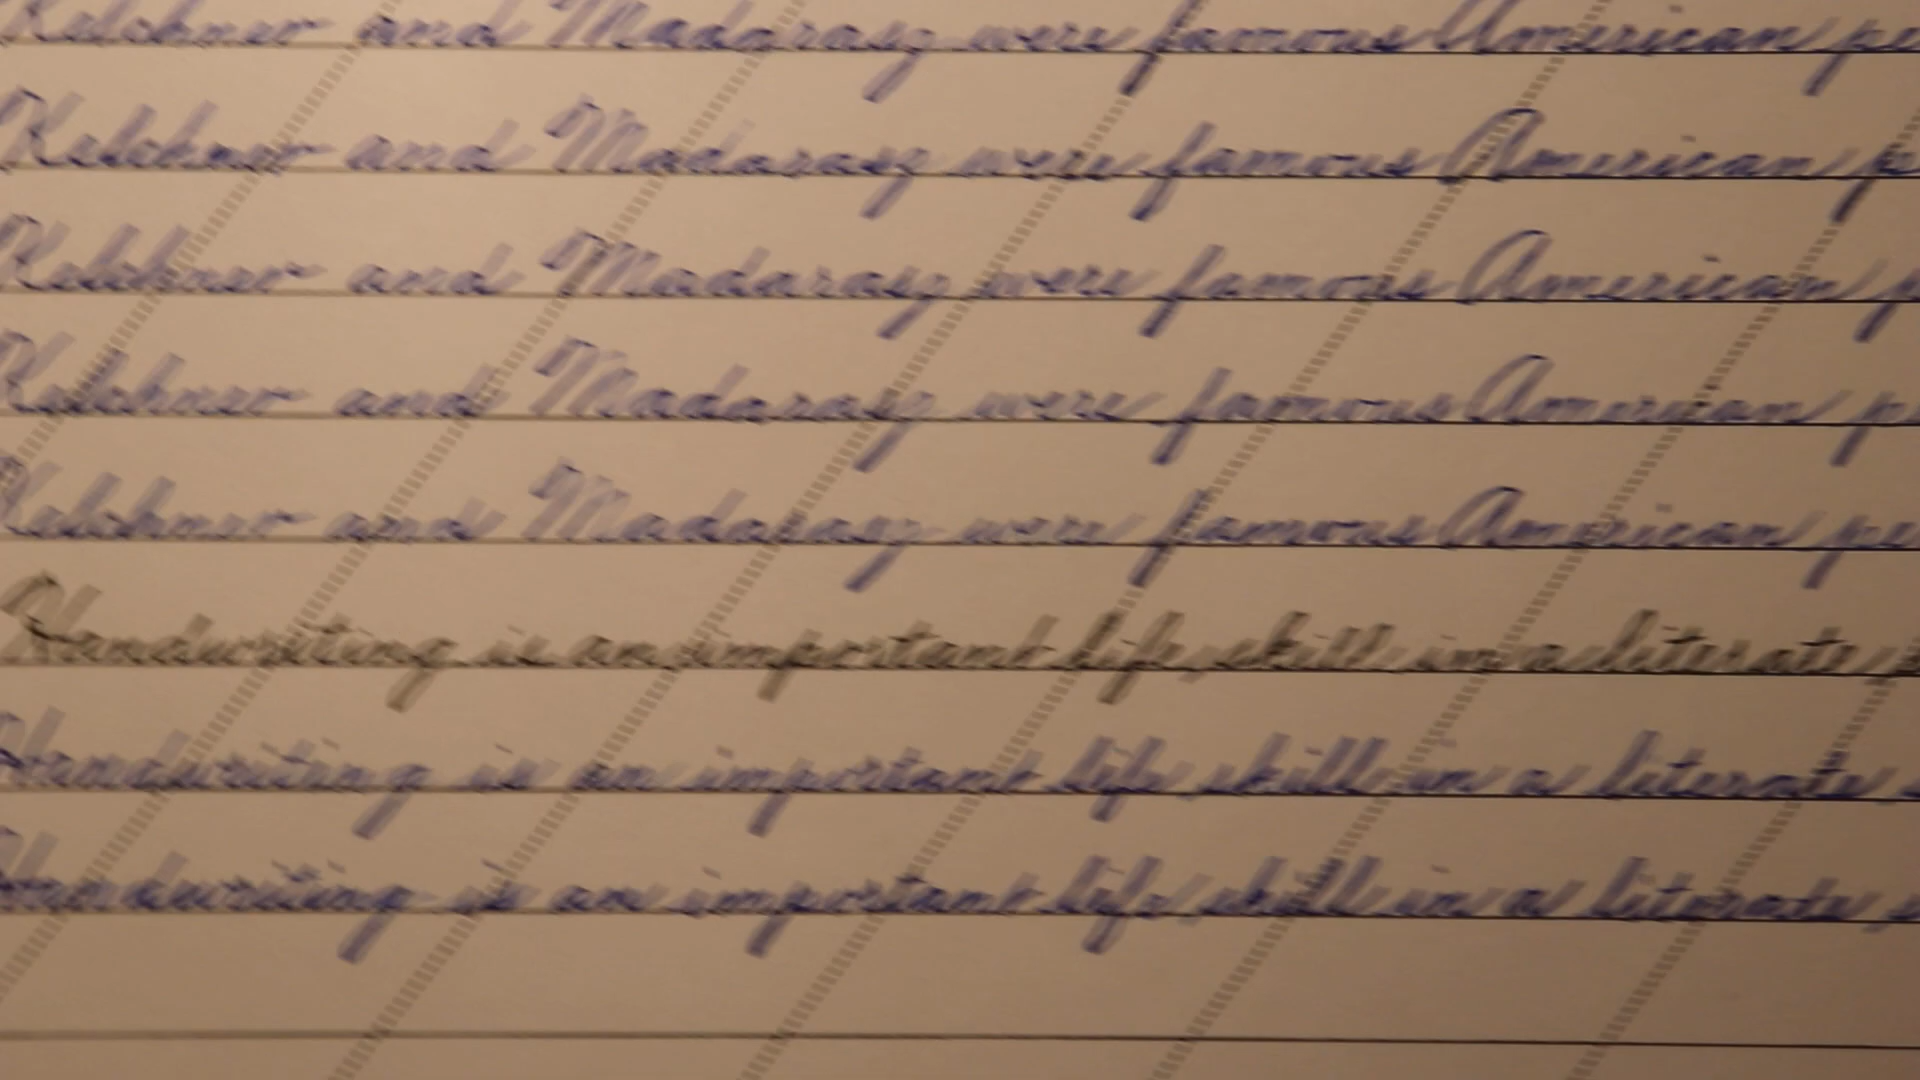 Kelchner and Madarasz were famous American pe
Kelchner and Madarasz were famous American p
Kelchner and Madarasz were famous American p
Kelchner and Madarasz were famous American p
Kelchner and Madarasz were famous American pe
Handwriting is an important life skill in a literate s
Handwriting is an important life skill in a literate s
Handwriting is an important life skill in a literate s